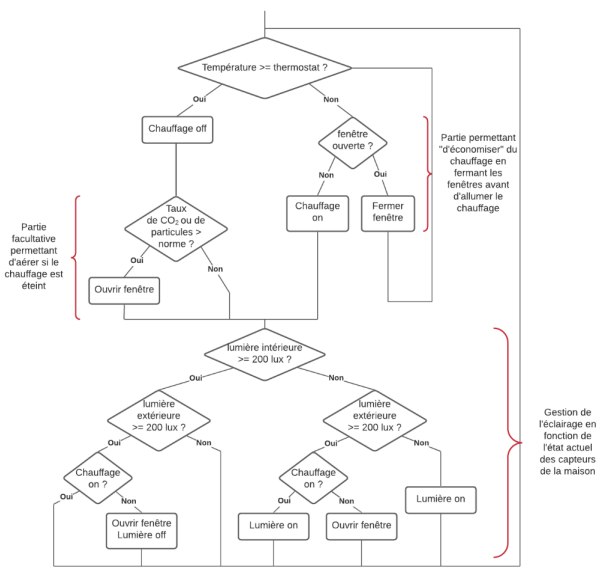 Température >= thermostat ?
Oui
Non
Chauffage off
fenêtre
ouverte ?
Non
Oui
Chauffage
on
Fermer
fenêtre
Partie permettant
"d'économiser" du
chauffage en
fermant les
fenêtres avant
d'allumer le
chauffage
Taux
de CO₂ ou de
particules >
norme ?
Oui
Non
Ouvrir fenêtre
Partie
facultative
permettant
d'aérer si le
chauffage est
éteint
lumière intérieure
>= 200 lux ?
Oui
Non
lumière
extérieure
>= 200 lux ?
Oui
Non
Chauffage
on ?
Oui
Non
Ouvrir fenêtre
Lumière off
lumière
extérieure
>= 200 lux ?
Oui
Non
Chauffage
on ?
Oui
Non
Lumière on
Ouvrir fenêtre
Lumière on
Gestion de
l'éclairage en
fonction de
l'état actuel
des capteurs
de la maison